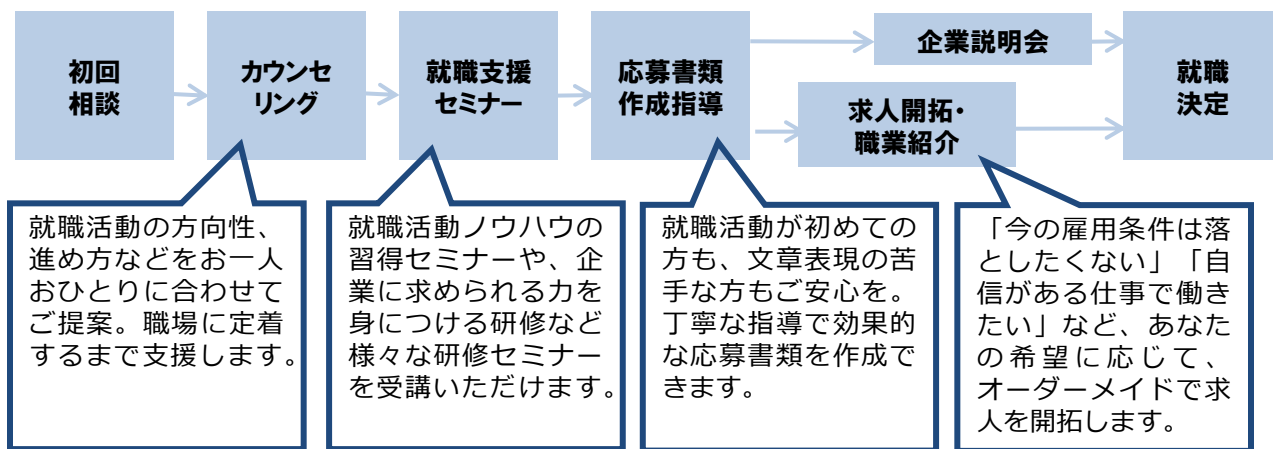 初回
相談
カウンセ
リング
就職支援
セミナー
応募書類
作成指導
企業説明会
求人開拓・
職業紹介
就職
決定
就職活動の方向性、
進め方などをお一人
おひとりに合わせて
ご提案。職場に定着
するまで支援します。
就職活動ノウハウの
習得セミナーや、企
業に求められる力を
身につける研修など
様々な研修セミナー
を受講いただけます。
就職活動が初めての
方も、文章表現の苦
手な方もご安心を。
丁寧な指導で効果的
な応募書類を作成で
きます。
「今の雇用条件は落
としたくない」「自
信がある仕事で働き
たい」など、あなた
の希望に応じて、
オーダーメイドで求
人を開拓します。